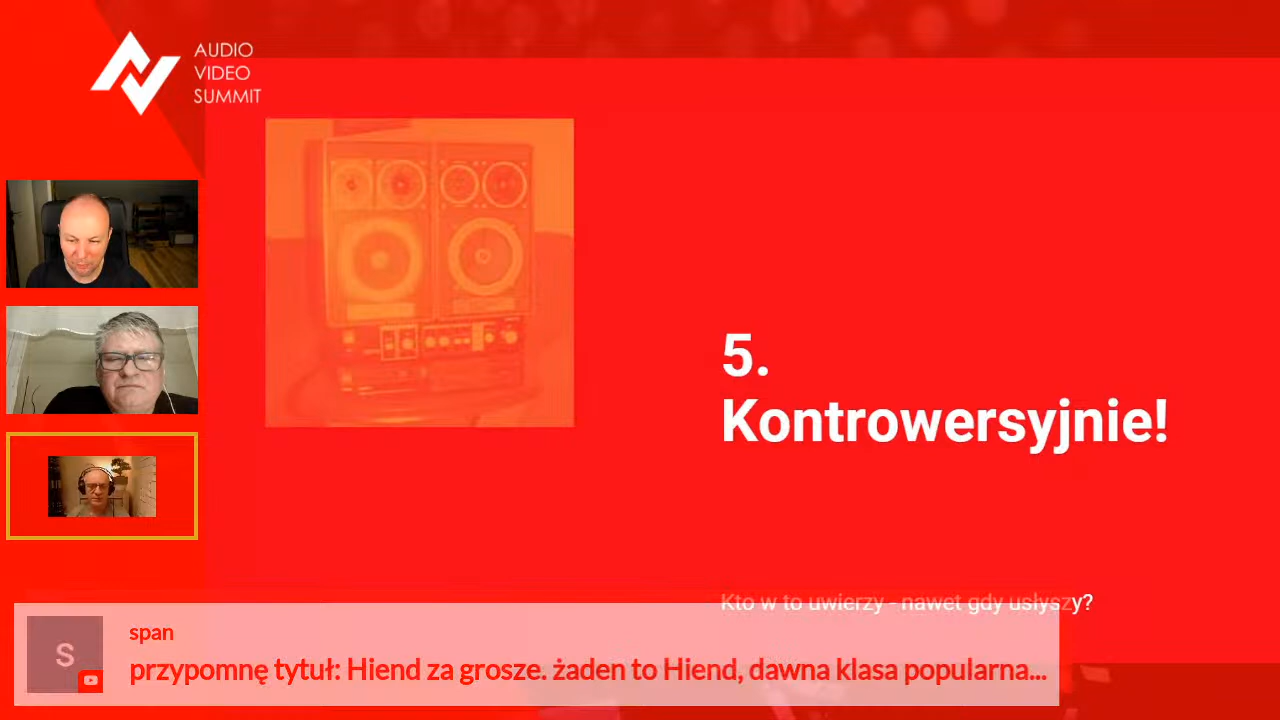 AUDIO
VIDEO
SUMMIT
5.
Kontrowersyjnie!
Kto w to uwierzy - nawet gdy usłyszy?
S
span
przypomnę tytuł: Hiend za grosze. żaden to Hiend, dawna klasa popularna...